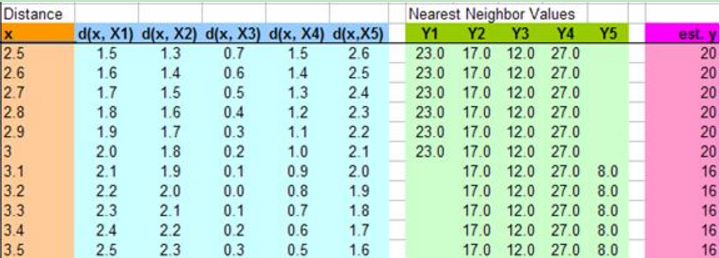 Distance Nearest Neighbor Values
x d(x, X1) d(x, X2) d(x, X3) d(x, X4) d(x,X5) Y1 Y2 Y3 Y4 Y5 est. y
2.5 1.5 1.3 0.7 1.5 2.6 23.0 17.0 12.0 27.0 20
2.6 1.6 1.4 0.6 1.4 2.5 23.0 17.0 12.0 27.0 20
2.7 1.7 1.5 0.5 1.3 2.4 23.0 17.0 12.0 27.0 20
2.8 1.8 1.6 0.4 1.2 2.3 23.0 17.0 12.0 27.0 20
2.9 1.9 1.7 0.3 1.1 2.2 23.0 17.0 12.0 27.0 20
3 2.0 1.8 0.2 1.0 2.1 23.0 17.0 12.0 27.0 20
3.1 2.1 1.9 0.1 0.9 2.0 17.0 12.0 27.0 8.0 16
3.2 2.2 2.0 0.0 0.8 1.9 17.0 12.0 27.0 8.0 16
3.3 2.3 2.1 0.1 0.7 1.8 17.0 12.0 27.0 8.0 16
3.4 2.4 2.2 0.2 0.6 1.7 17.0 12.0 27.0 8.0 16
3.5 2.5 2.3 0.3 0.5 1.6 17.0 12.0 27.0 8.0 16